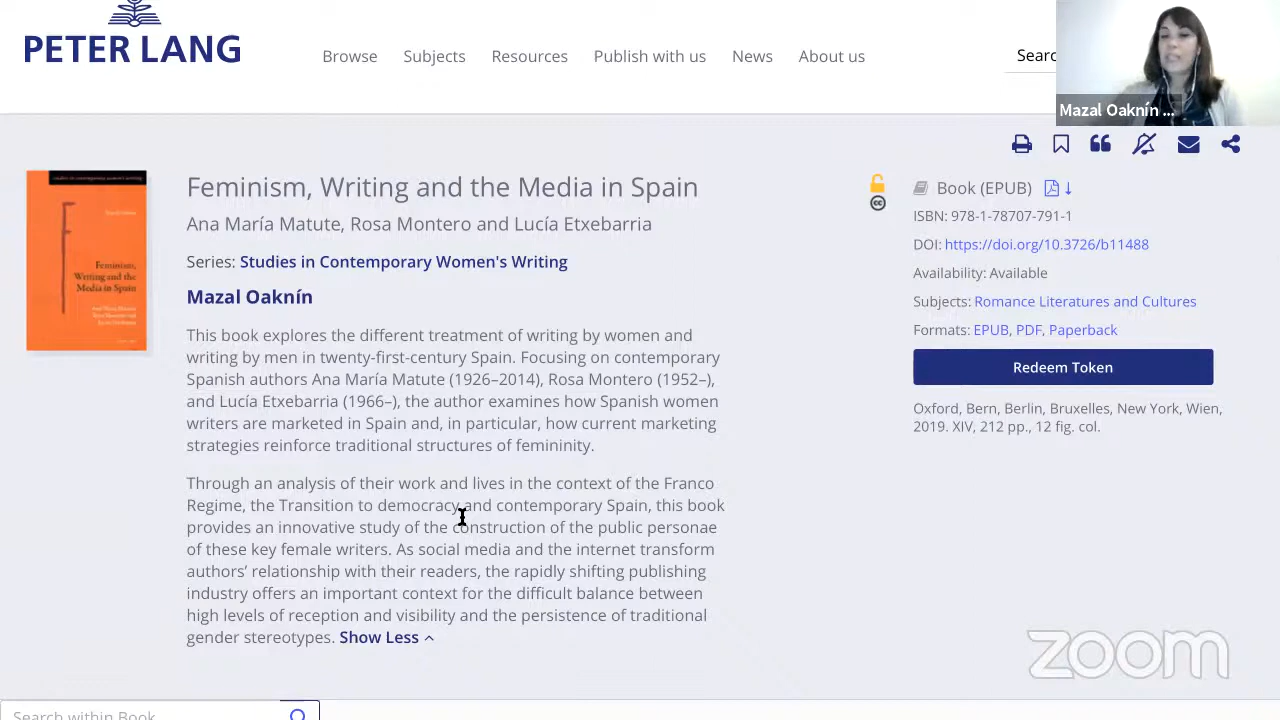 PETER LANG
Browse Subjects Resources Publish with us News About us
Searc
Mazal Oaknín ...
Feminism, Writing and the Media in Spain
Ana María Matute, Rosa Montero and Lucía Etxebarria
Series: Studies in Contemporary Women's Writing
Mazal Oaknín
This book explores the different treatment of writing by women and
writing by men in twenty-first-century Spain. Focusing on contemporary
Spanish authors Ana María Matute (1926–2014), Rosa Montero (1952–),
and Lucía Etxebarria (1966–), the author examines how Spanish women
writers are marketed in Spain and, in particular, how current marketing
strategies reinforce traditional structures of femininity.
Through an analysis of their work and lives in the context of the Franco
Regime, the Transition to democracy and contemporary Spain, this book
provides an innovative study of the construction of the public personae
of these key female writers. As social media and the internet transform
authors’ relationship with their readers, the rapidly shifting publishing
industry offers an important context for the difficult balance between
high levels of reception and visibility and the persistence of traditional
gender stereotypes. Show Less
Feminism,
Writing and the
Media in Spain
cc
Book (EPUB)
ISBN: 978-1-78707-791-1
DOI: https://doi.org/10.3726/b11488
Availability: Available
Subjects: Romance Literatures and Cultures
Formats: EPUB, PDF, Paperback
Redeem Token
Oxford, Bern, Berlin, Bruxelles, New York, Wien,
2019. XIV, 212 pp., 12 fig. col.
zoom
Search within Book